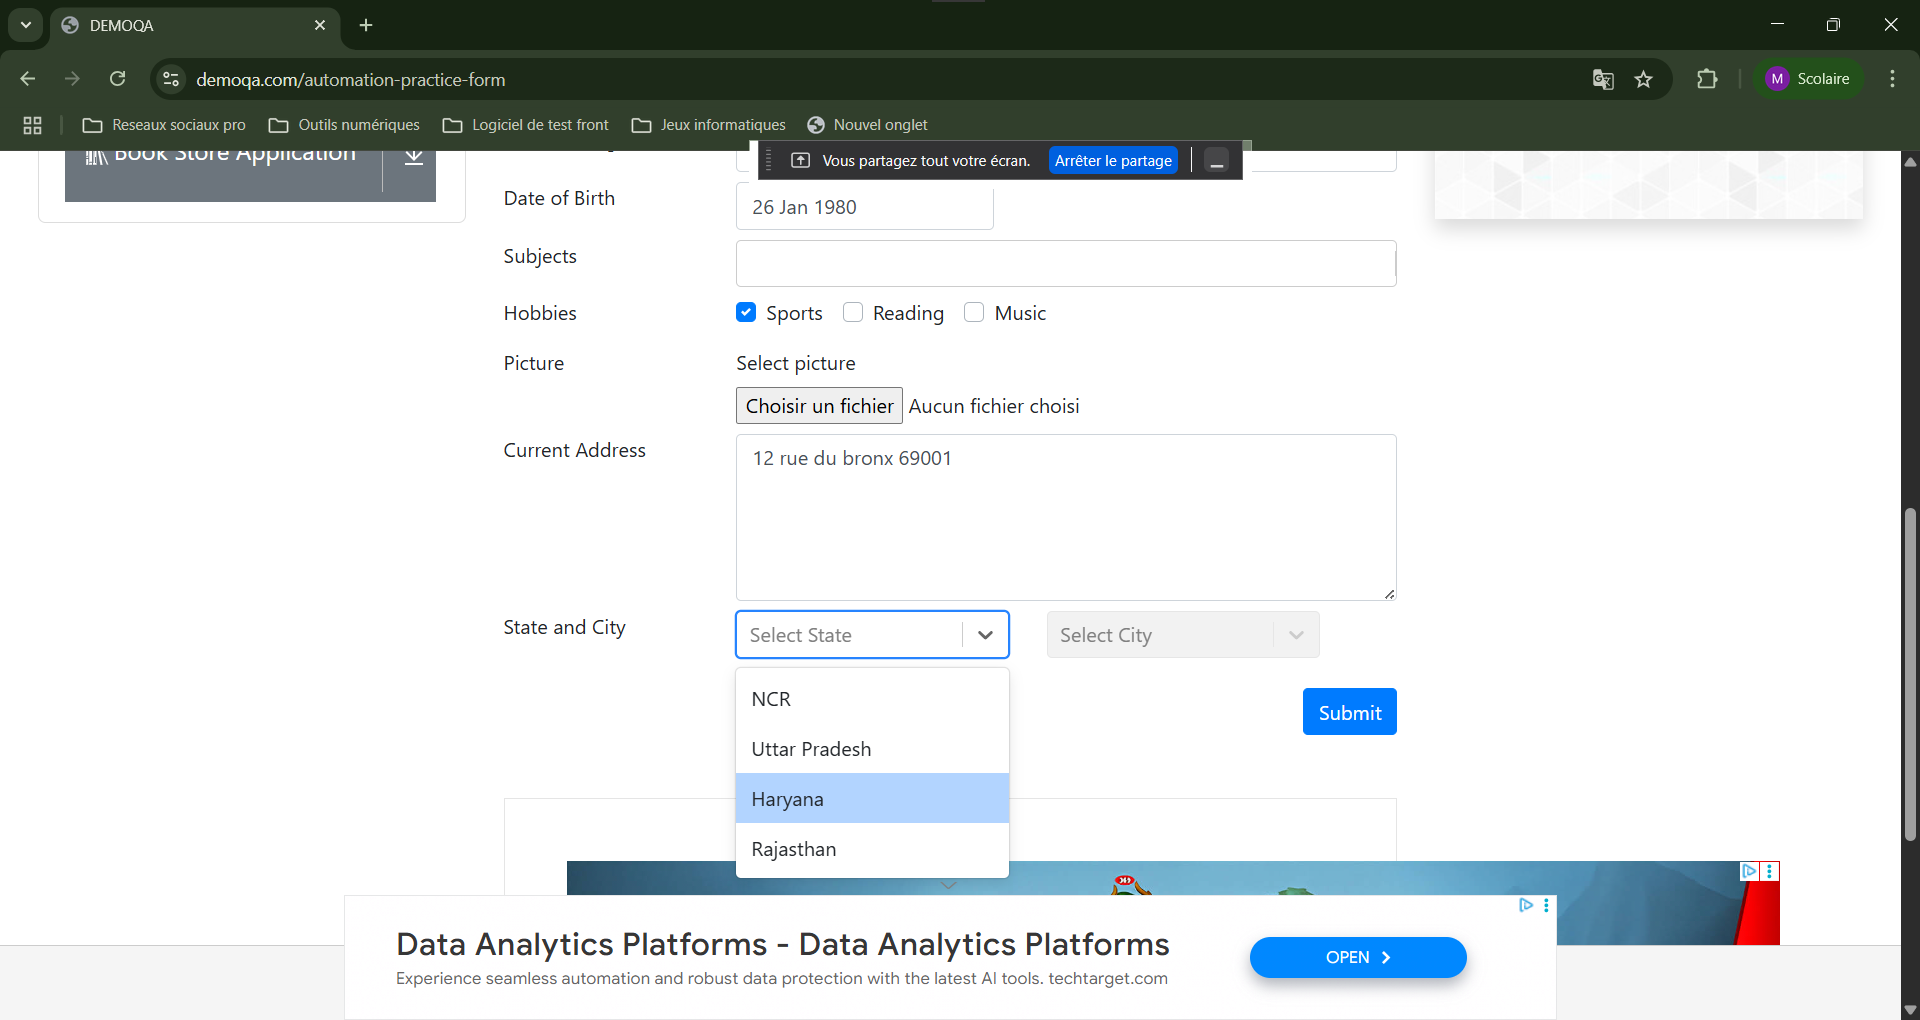 DEMOQA
demoqa.com/automation-practice-form
M Scolaire
Reseaux sociaux pro Outils numériques Logiciel de test front Jeux informatiques Nouvel onglet
Vous partagez tout votre écran. Arrêter le partage
Book Store Application
Date of Birth 26 Jan 1980
Subjects
Hobbies Sports Reading Music
Picture Select picture
Choisir un fichier Aucun fichier choisi
Current Address 12 rue du bronx 69001
State and City Select State Select City
NCR
Submit
Uttar Pradesh
Haryana
Rajasthan
Data Analytics Platforms - Data Analytics Platforms
OPEN
Experience seamless automation and robust data protection with the latest AI tools. techtarget.com